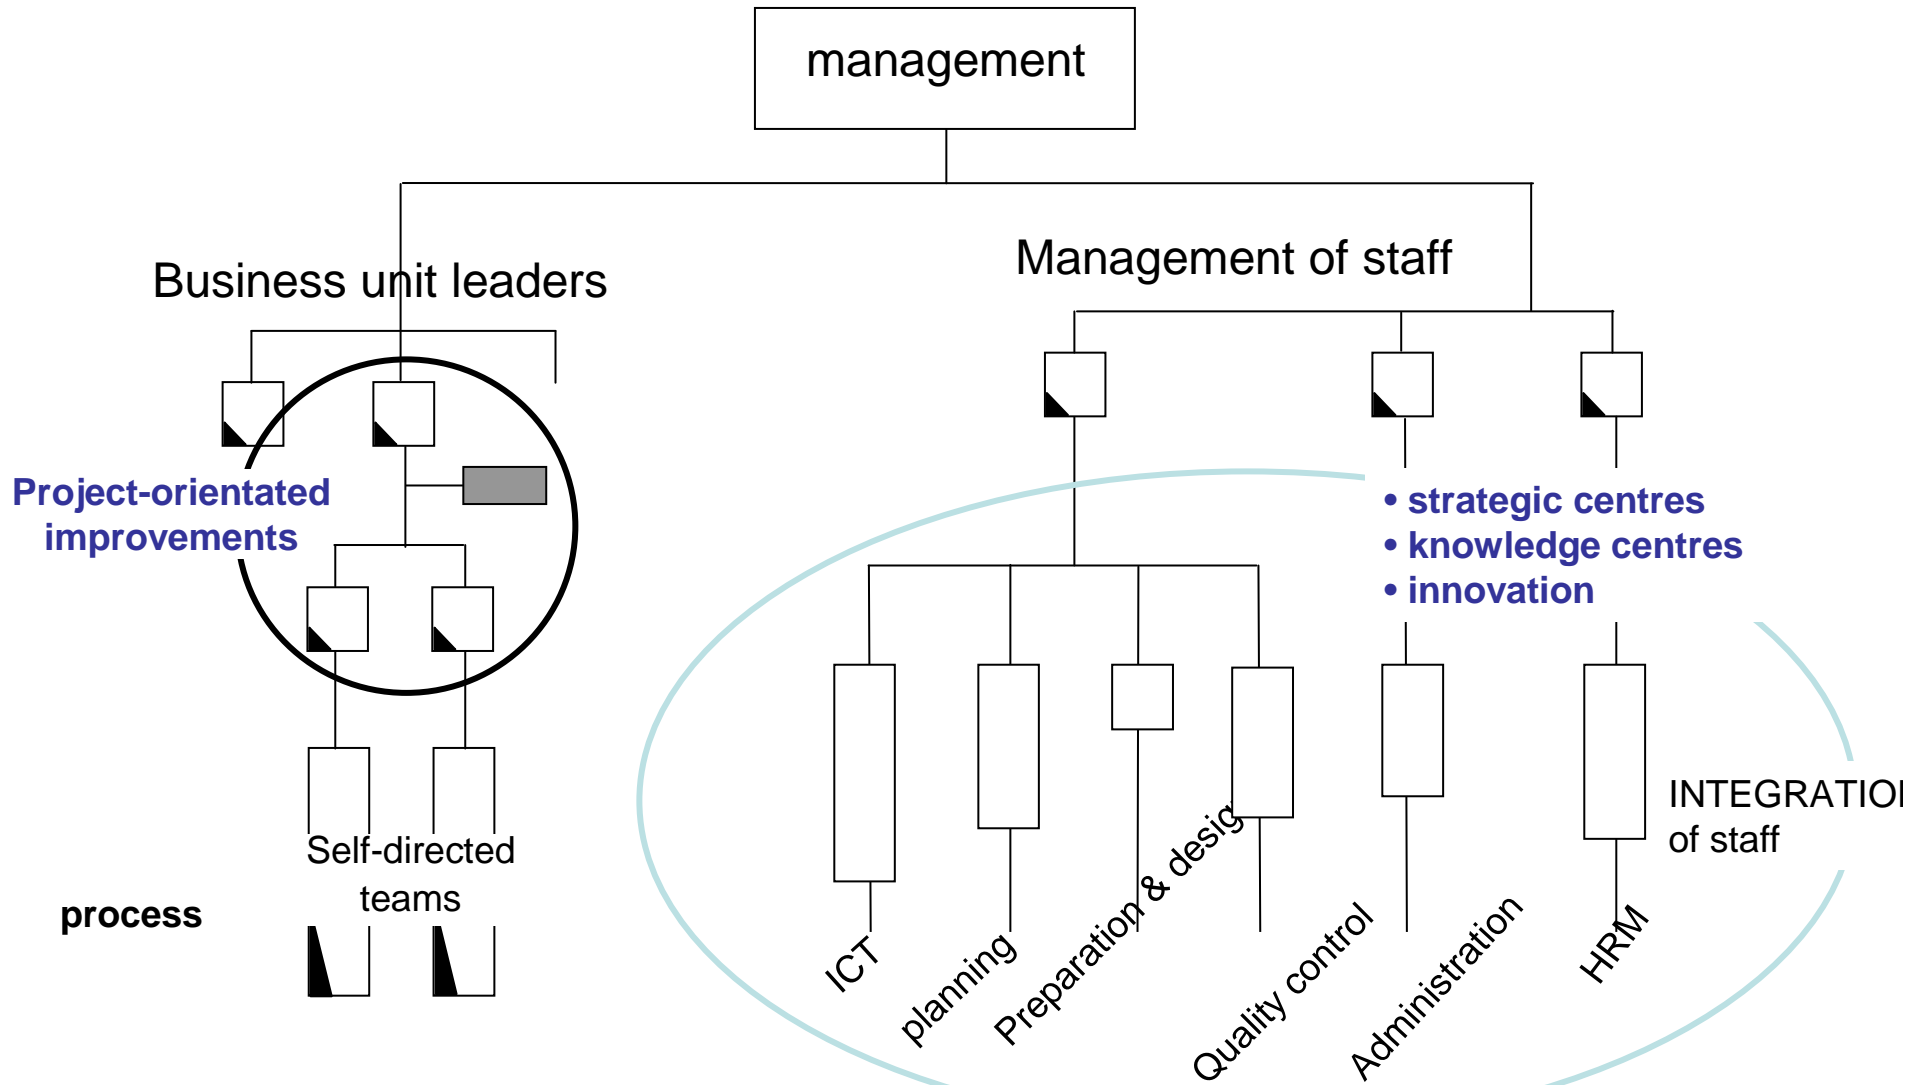 management
Business unit leaders
Management of staff
Project-orientated
improvements
• strategic centres
• knowledge centres
• innovation
INTEGRATION
of staff
Self-directed
teams
process
ICT
planning
Preparation & desig
Quality control
Administration
HRM